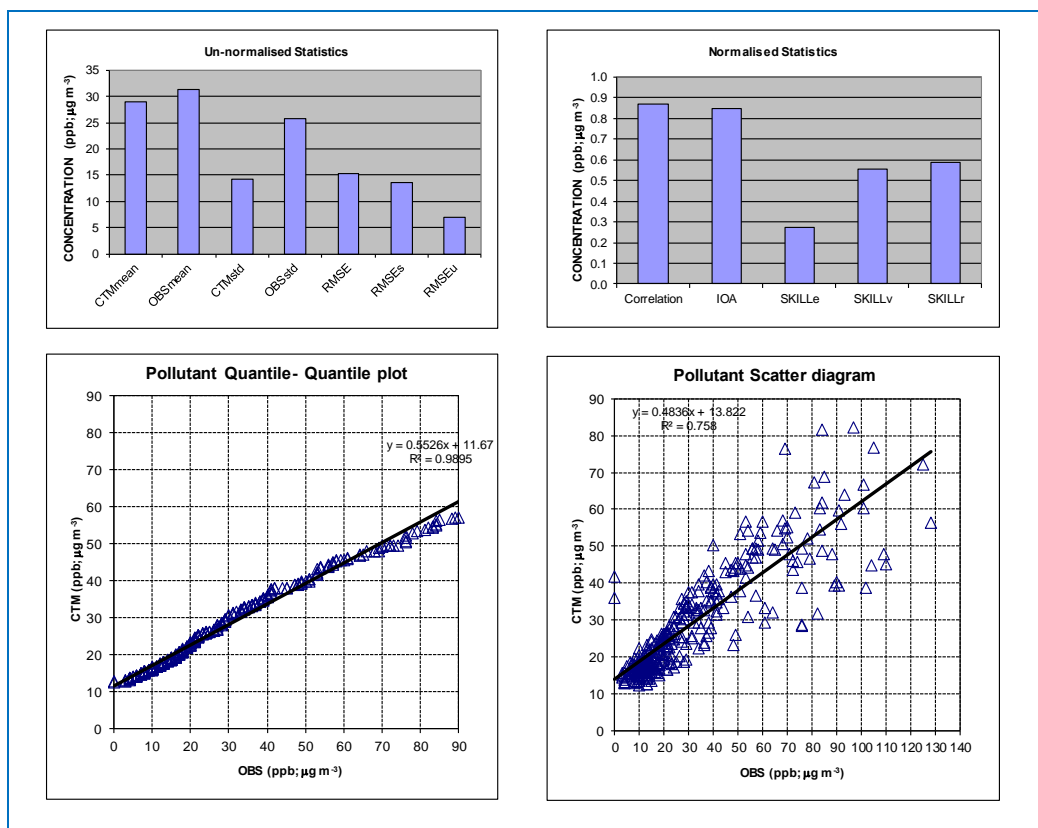 Un-normalised Statistics
CONCENTRATION (ppb; µg m-3)
35
30
25
20
15
10
5
0
CTMmean
OBSmean
CTMstd
OBSstd
RMSE
RMSEs
RMSEu
Normalised Statistics
CONCENTRATION (ppb; µg m-3)
1.0
0.9
0.8
0.7
0.6
0.5
0.4
0.3
0.2
0.1
0.0
Correlation IOA SKILLe SKILLv SKILLr
Pollutant Quantile- Quantile plot
y = 0.5526x + 11.67
R² = 0.9895
CTM (ppb; µg m-3)
90
80
70
60
50
40
30
20
10
0
0 10 20 30 40 50 60 70 80 90
OBS (ppb; µg m-3)
Pollutant Scatter diagram
y = 0.4836x + 13.822
R² = 0.758
CTM (ppb; µg m-3)
90
80
70
60
50
40
30
20
10
0
0 10 20 30 40 50 60 70 80 90 100 110 120 130 140
OBS (ppb; µg m-3)